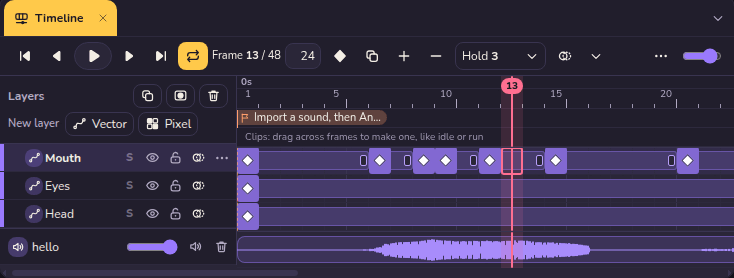 Timeline
Frame 13 / 48
24
Hold 3
Layers
0s
1 5 10 13 15 20
New layer
Vector
Pixel
Import a sound, then An...
Clips: drag across frames to make one, like idle or run
Mouth
S
Eyes
S
Head
S
hello